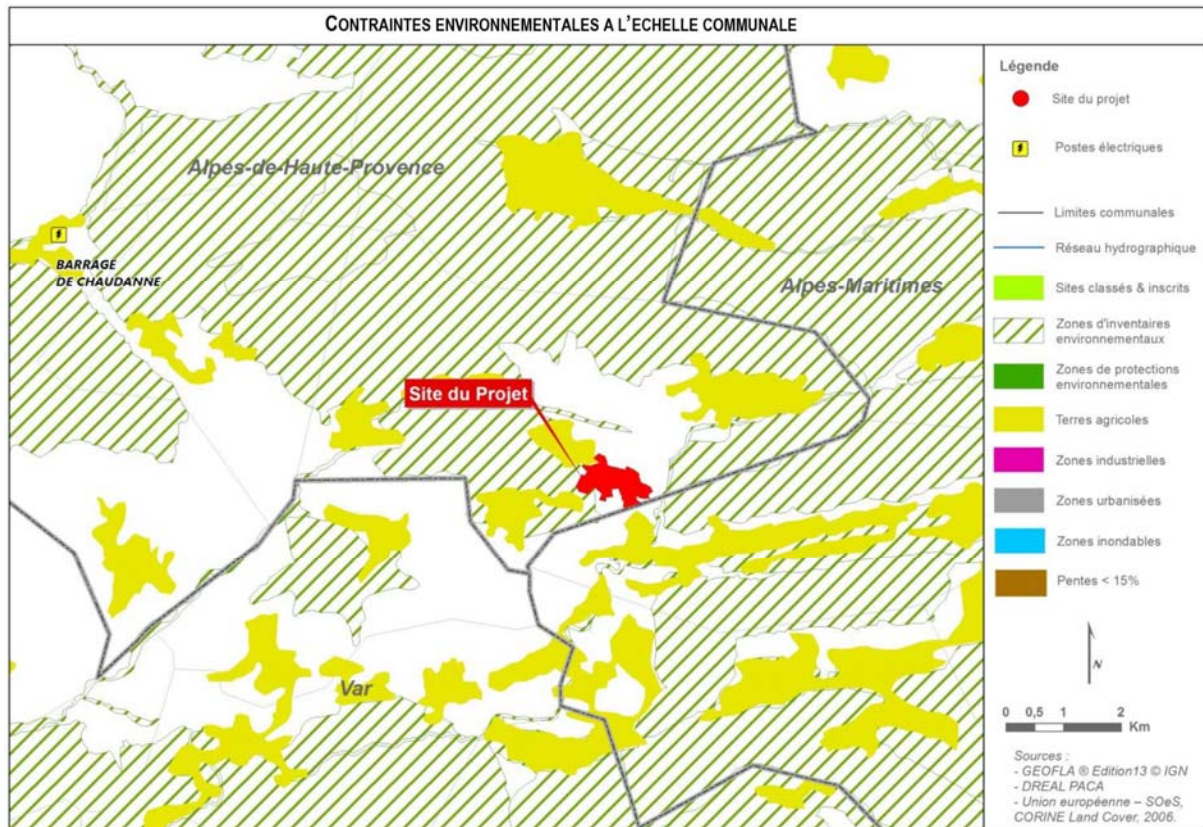 CONTRAINTES ENVIRONNEMENTALES A L'ECHELLE COMMUNALE
Alpes-de-Haute-Provence
BARRAGE
DE CHAUDANNE
Alpes-Maritimes
Site du Projet
Var
Légende
Site du projet
Postes électriques
Limites communales
Réseau hydrographique
Sites classés & inscrits
Zones d'inventaires
environnementaux
Zones de protections
environnementales
Terres agricoles
Zones industrielles
Zones urbanisées
Zones inondables
Pentes < 15%
N
0 0,5 1 2
Km
Sources :
- GEOFLA ® Edition13 © IGN
- DREAL PACA
- Union européenne – SOeS,
CORINE Land Cover, 2006.